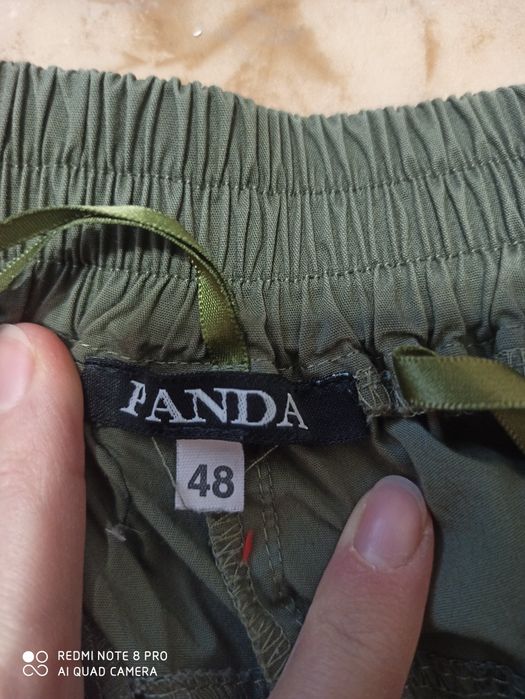 PANDA
48
REDMI NOTE 8 PRO
AI QUAD CAMERA